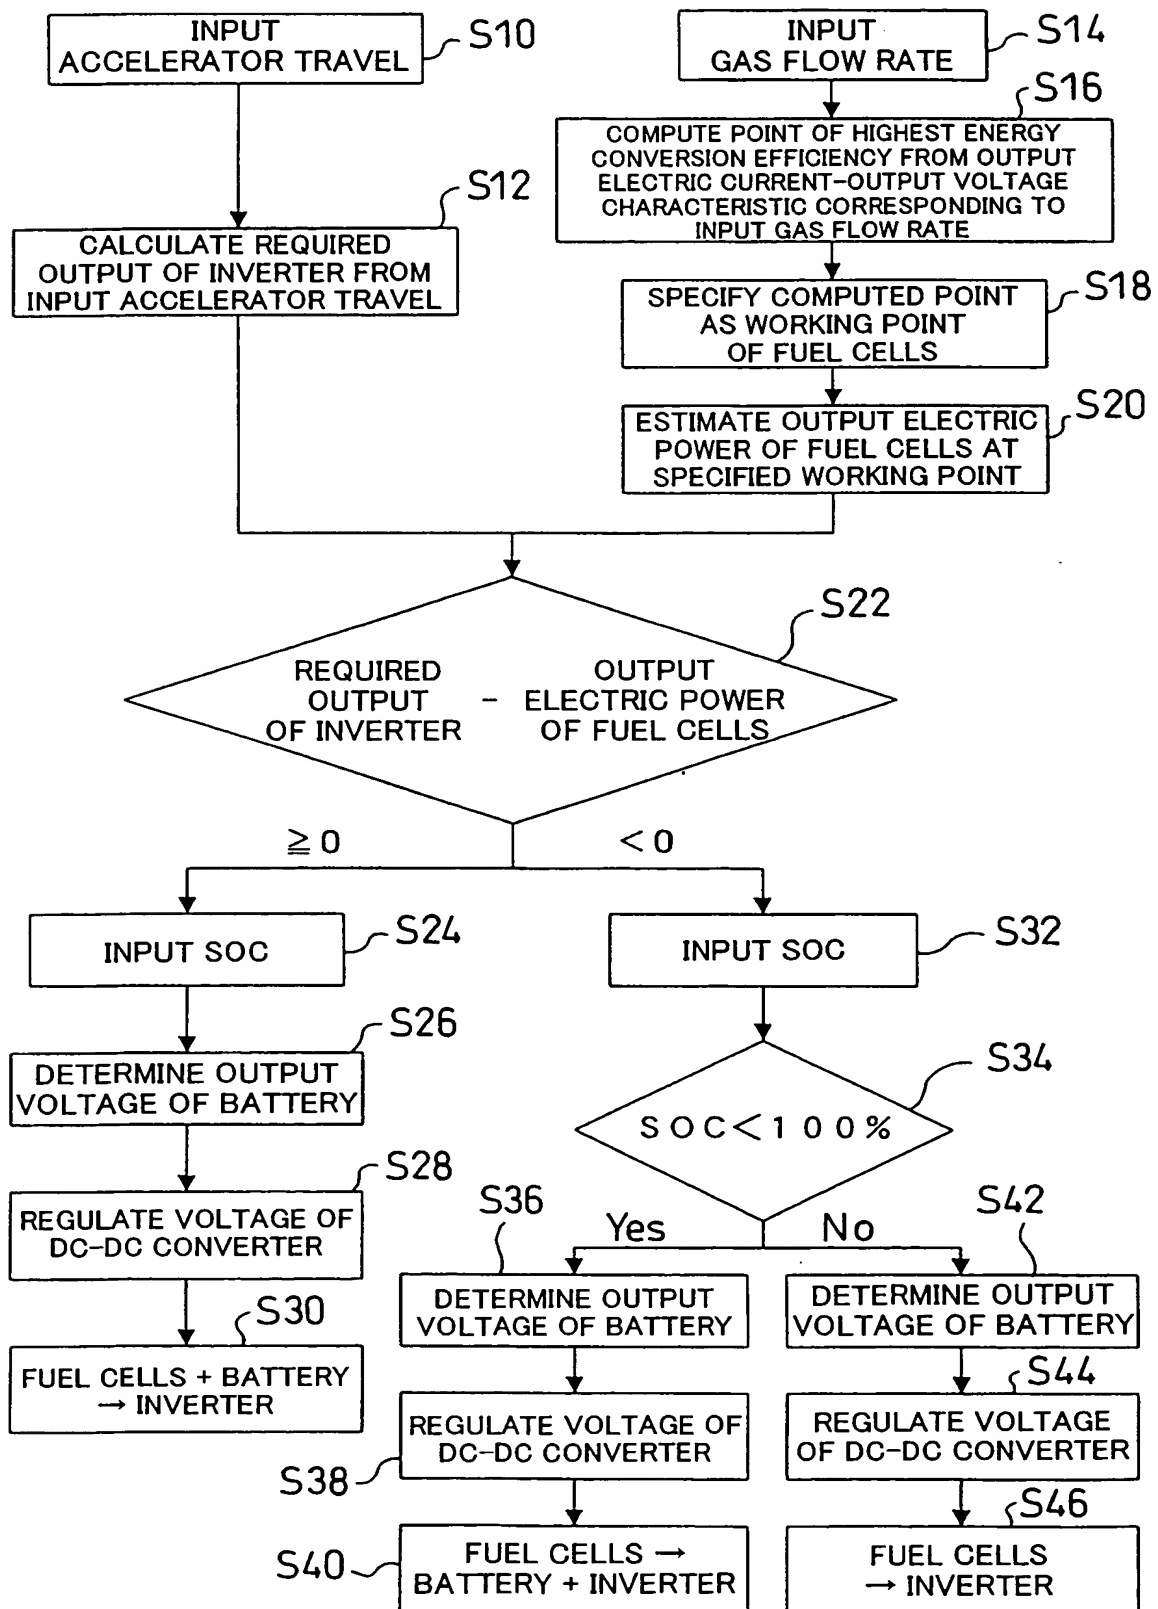 INPUT
ACCELERATOR TRAVEL
S10
INPUT
GAS FLOW RATE
S14
S16
COMPUTE POINT OF HIGHEST ENERGY
CONVERSION EFFICIENCY FROM OUTPUT
ELECTRIC CURRENT-OUTPUT VOLTAGE
CHARACTERISTIC CORRESPONDING TO
INPUT GAS FLOW RATE
S12
CALCULATE REQUIRED
OUTPUT OF INVERTER FROM
INPUT ACCELERATOR TRAVEL
S18
SPECIFY COMPUTED POINT
AS WORKING POINT
OF FUEL CELLS
S20
ESTIMATE OUTPUT ELECTRIC
POWER OF FUEL CELLS AT
SPECIFIED WORKING POINT
S22
REQUIRED
OUTPUT
OF INVERTER
–
OUTPUT
ELECTRIC POWER
OF FUEL CELLS
≧0
<0
INPUT SOC
S24
INPUT SOC
S32
S26
DETERMINE OUTPUT
VOLTAGE OF BATTERY
S34
SOC<100%
S28
REGULATE VOLTAGE OF
DC-DC CONVERTER
S36
Yes
No
S42
DETERMINE OUTPUT
VOLTAGE OF BATTERY
DETERMINE OUTPUT
VOLTAGE OF BATTERY
S30
FUEL CELLS + BATTERY
→ INVERTER
S44
REGULATE VOLTAGE OF
DC-DC CONVERTER
S38
REGULATE VOLTAGE
OF DC-DC CONVERTER
S46
S40
FUEL CELLS →
BATTERY + INVERTER
FUEL CELLS
→ INVERTER